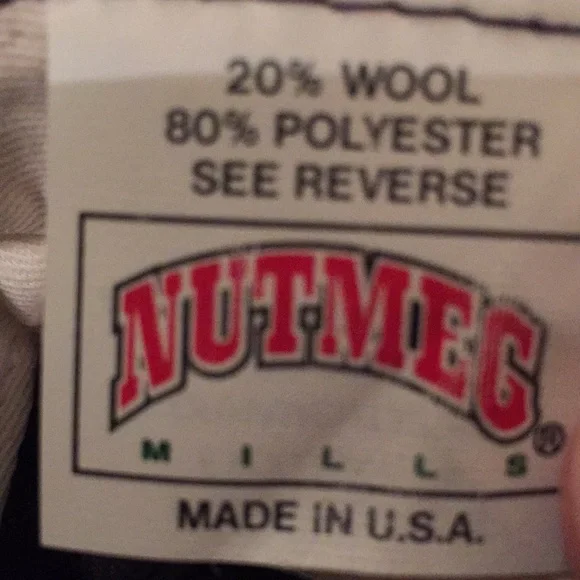 20% WOOL
80% POLYESTER
SEE REVERSE
NUTMEG ®
MILLS
MADE IN U.S.A.